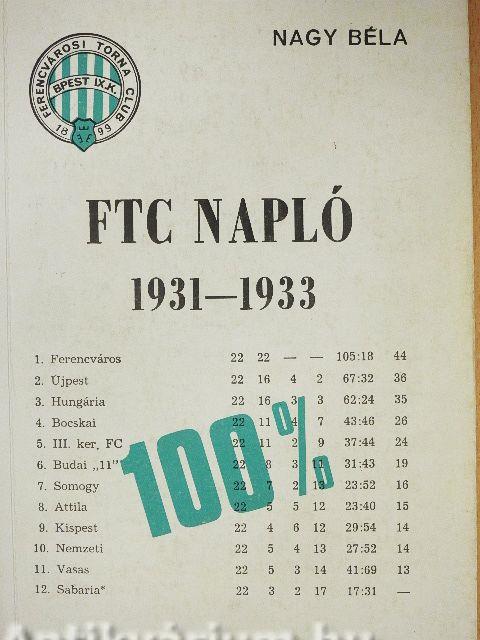 NAGY BÉLA
FERENCVÁROSI TORNA CLUB
BPEST IX.K.
1899
FTC NAPLÓ
1931—1933
1. Ferencváros 22 22 — — 105:18 44
2. Újpest 22 16 4 2 67:32 36
3. Hungária 22 16 3 3 62:24 35
4. Bocskai 22 11 4 7 43:46 26
5. III. ker. FC 22 11 2 9 37:44 24
6. Budai „11" 22 8 3 11 31:43 19
7. Somogy 22 7 2 13 23:52 16
8. Attila 22 5 5 12 23:40 15
9. Kispest 22 4 6 12 29:54 14
10. Nemzeti 22 5 4 13 27:52 14
11. Vasas 22 5 3 14 41:69 13
12. Sabaria* 22 3 2 17 17:31 —
100%
Antikvárium.hu